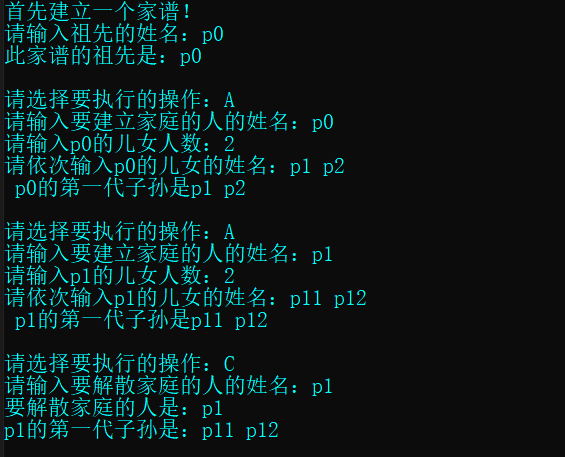 首先建立一个家谱！
请输入祖先的姓名：p0
此家谱的祖先是：p0
请选择要执行的操作：A
请输入要建立家庭的人的姓名：p0
请输入p0的儿女人数：2
请依次输入p0的儿女的姓名：p1 p2
p0的第一代子孙是p1 p2
请选择要执行的操作：A
请输入要建立家庭的人的姓名：p1
请输入p1的儿女人数：2
请依次输入p1的儿女的姓名：p11 p12
p1的第一代子孙是p11 p12
请选择要执行的操作：C
请输入要解散家庭的人的姓名：p1
要解散家庭的人是：p1
p1的第一代子孙是：p11 p12